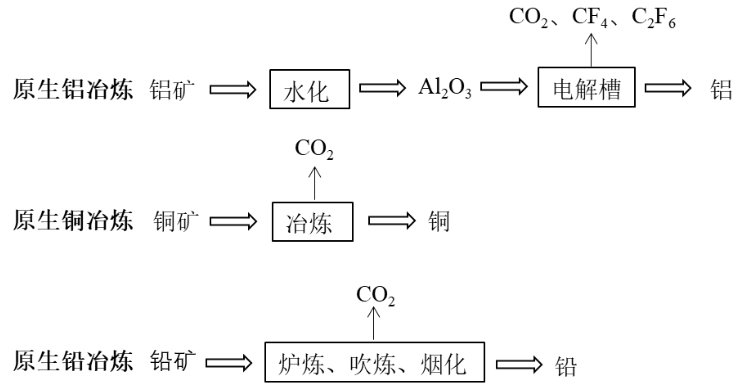 CO₂、CF₄、C₂F₆
原生铝冶炼 铝矿 水化 Al₂O₃ 电解槽 铝
CO₂
原生铜冶炼 铜矿 冶炼 铜
CO₂
原生铅冶炼 铅矿 炉炼、吹炼、烟化 铅